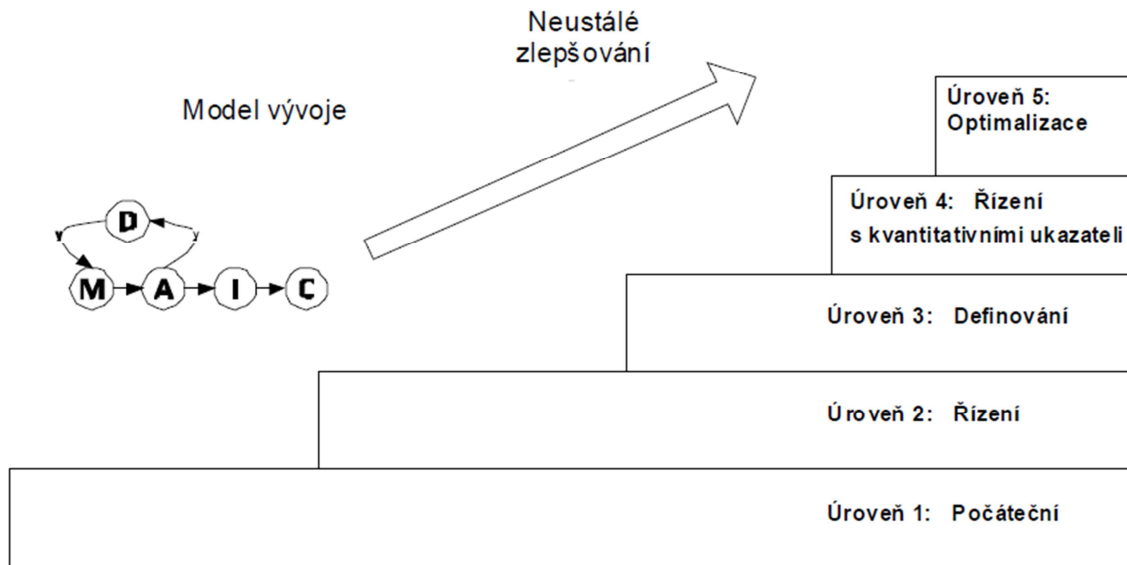 Neustálé
zlepšování
Model vývoje
Úroveň 5:
Optimalizace
Úroveň 4: Řízení
s kvantitativními ukazateli
D
M A I C
Úroveň 3: Definování
Úroveň 2: Řízení
Úroveň 1: Počáteční